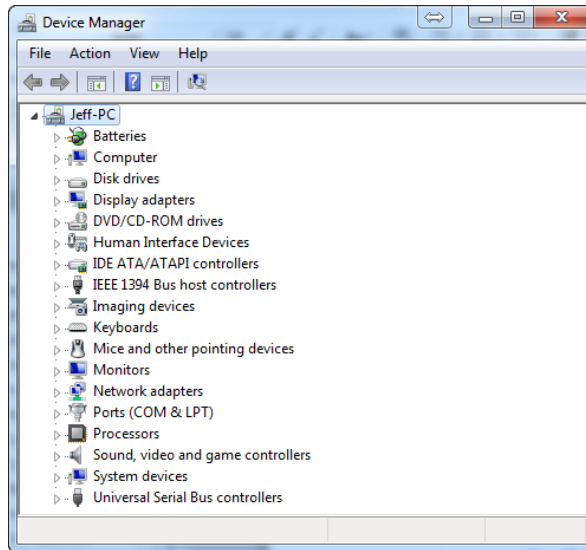 Device Manager
File Action View Help
Jeff-PC
Batteries
Computer
Disk drives
Display adapters
DVD/CD-ROM drives
Human Interface Devices
IDE ATA/ATAPI controllers
IEEE 1394 Bus host controllers
Imaging devices
Keyboards
Mice and other pointing devices
Monitors
Network adapters
Ports (COM & LPT)
Processors
Sound, video and game controllers
System devices
Universal Serial Bus controllers